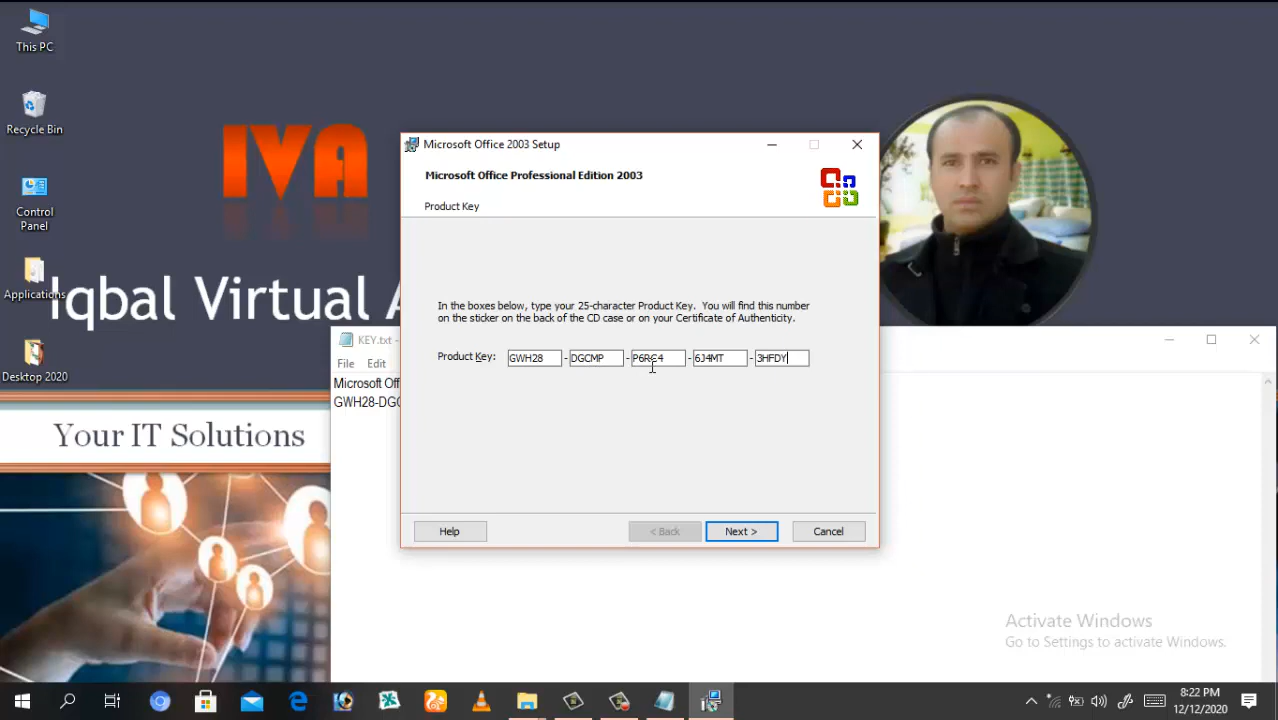 This PC
Recycle Bin
Control
Panel
Applications
Desktop 2020
IVA
Iqbal Virtual A
Your IT Solutions
Microsoft Office 2003 Setup
Microsoft Office Professional Edition 2003
Product Key
In the boxes below, type your 25-character Product Key. You will find this number
on the sticker on the back of the CD case or on your Certificate of Authenticity.
Product Key: GWH28 - DGCMP - P6RC4 - 6J4MT - 3HFDY
Help
< Back
Next >
Cancel
KEY.txt -
File Edit
Microsoft Off
GWH28-DGC
Activate Windows
Go to Settings to activate Windows.
8:22 PM
12/12/2020